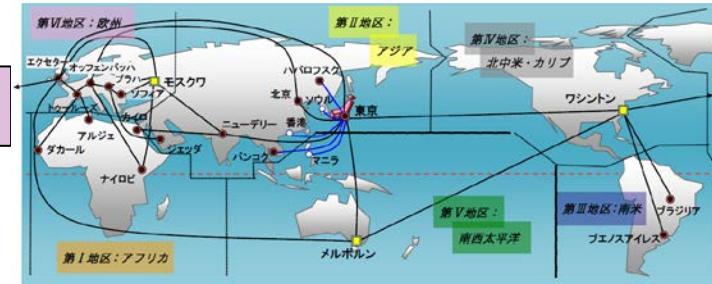 第Ⅵ地区：欧州
第Ⅱ地区：
アジア
第Ⅳ地区：
北中米・カリブ
エクセター
オッフェンバッハ
プラハ
モスクワ
ソフィア
トゥールーズ
アルジェ
カイロ
ジェッダ
ダカール
ナイロビ
ニューデリー
ハバロフスク
北京
ソウル
東京
香港
バンコク
マニラ
ワシントン
メルボルン
ブラジリア
ブエノスアイレス
第Ⅴ地区：
南西太平洋
第Ⅲ地区：南米
第Ⅰ地区：アフリカ